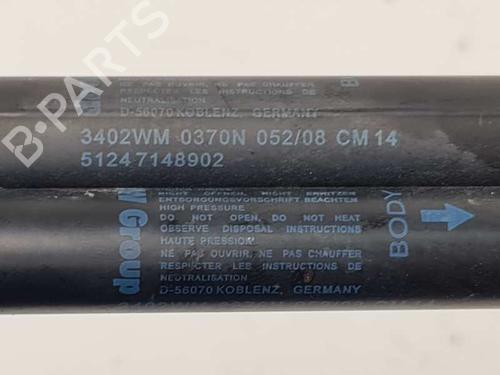 NE PAS OUVRIR, NE PAS CHAUFFER
RESPECTER LES INSTRUCTIONS DE
NEUTRALISATION
D-56070 KOBLENZ, GERMANY
B
3402WM 0370N 052/08 CM 14
51247148902
NICHT ÖFFNEN, NICHT ERHITZEN
ENTSORGUNGSVORSCHRIFT BEACHTEN
HIGH PRESSURE
DO NOT OPEN, DO NOT HEAT
OBSERVE DISPOSAL INSTRUCTIONS
HAUTE PRESSION
NE PAS OUVRIR, NE PAS CHAUFFER
RESPECTER LES INSTRUCTIONS DE
NEUTRALISATION
D-56070 KOBLENZ, GERMANY
Group
BODY